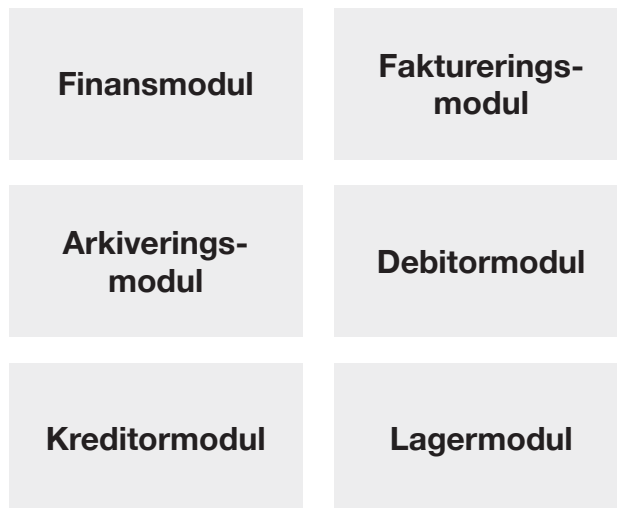 Finansmodul
Fakturerings-
modul
Arkiverings-
modul
Debitormodul
Kreditormodul
Lagermodul